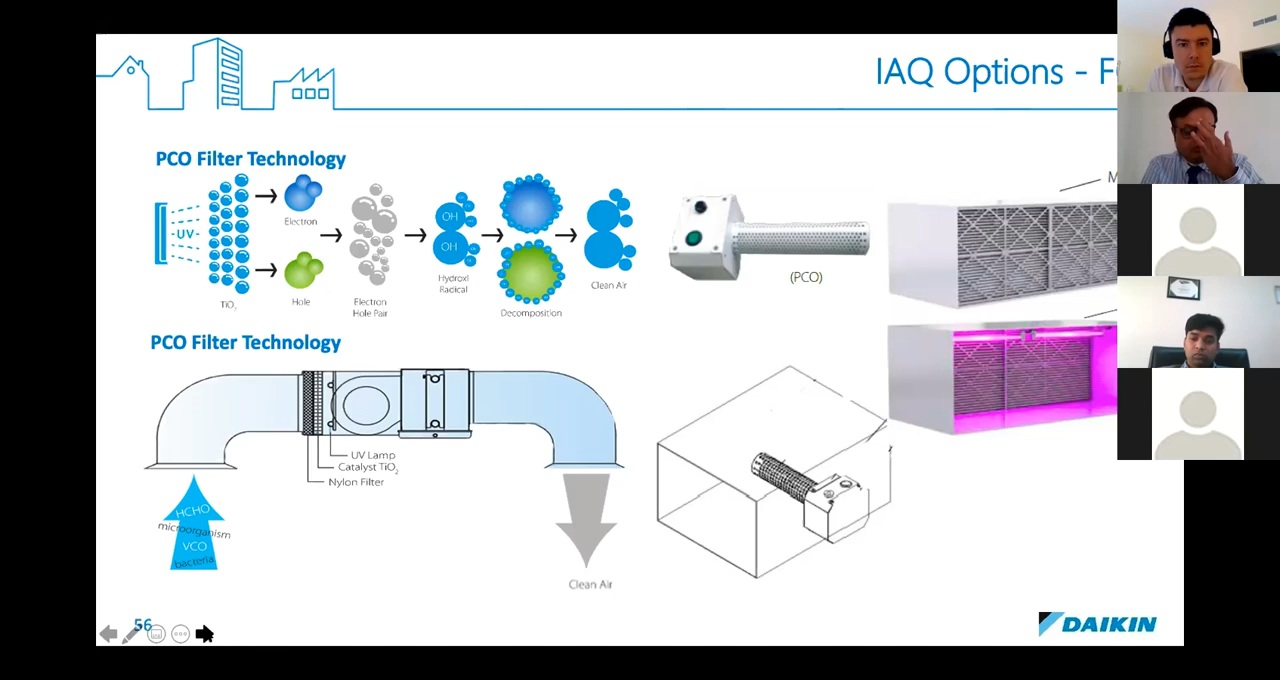 IAQ Options -
PCO Filter Technology
UV
TiO2
Electron
Hole
Electron
Hole Pair
OH
OH
Hydroxi
Radical
Decomposition
Clean Air
(PCO)
PCO Filter Technology
UV Lamp
Catalyst TiO2
Nylon Filter
HCHO
microorganism
VCO
bacteria
Clean Air
56
DAIKIN